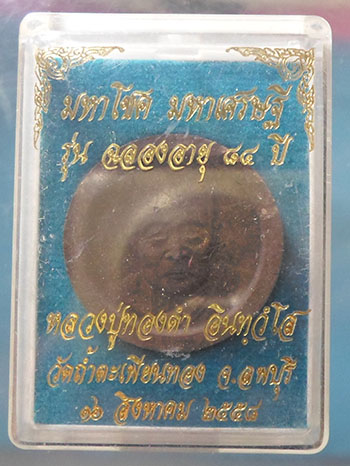 มหาโชค มหาเศรษฐี
รุ่น ฉลองอายุ ๘๔ ปี
หลวงปู่ทองดำ อินทฺวํโส
วัดถ้ำตะเพียนทอง จ.ลพบุรี
๑๖ สิงหาคม ๒๕๕๘